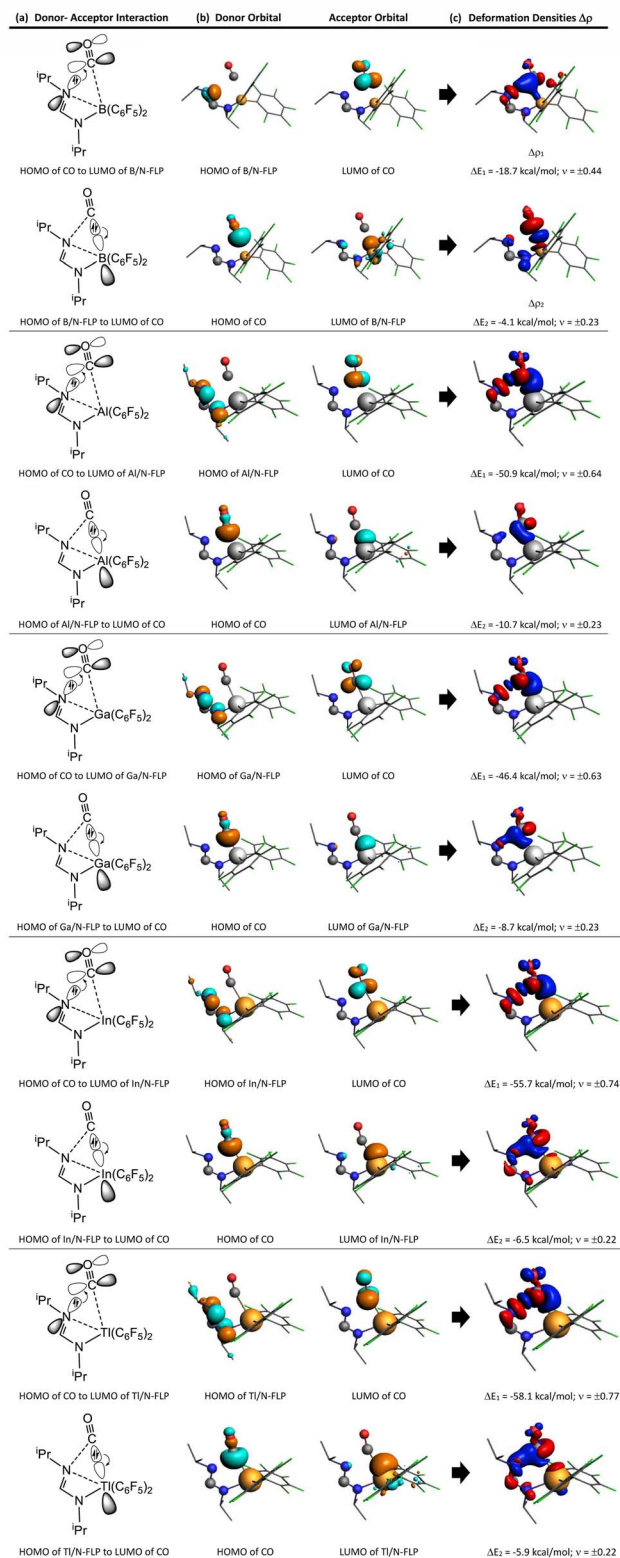 (a) Donor- Acceptor Interaction (b) Donor Orbital Acceptor Orbital (c) Deformation Densities Δρ
O
C
iPr
N
B(C6F5)2
N
iPr
Δρ1
HOMO of CO to LUMO of B/N-FLP HOMO of B/N-FLP LUMO of CO ΔE1 = -18.7 kcal/mol; ν = ±0.44
O
C
iPr
N
B(C6F5)2
N
iPr
Δρ2
HOMO of B/N-FLP to LUMO of CO HOMO of CO LUMO of B/N-FLP ΔE2 = -4.1 kcal/mol; ν = ±0.23
O
C
iPr
N
Al(C6F5)2
N
iPr
HOMO of CO to LUMO of Al/N-FLP HOMO of Al/N-FLP LUMO of CO ΔE1 = -50.9 kcal/mol; ν = ±0.64
O
C
iPr
N
Al(C6F5)2
N
iPr
HOMO of Al/N-FLP to LUMO of CO HOMO of CO LUMO of Al/N-FLP ΔE2 = -10.7 kcal/mol; ν = ±0.23
O
C
iPr
N
Ga(C6F5)2
N
iPr
HOMO of CO to LUMO of Ga/N-FLP HOMO of Ga/N-FLP LUMO of CO ΔE1 = -46.4 kcal/mol; ν = ±0.63
O
C
iPr
N
Ga(C6F5)2
N
iPr
HOMO of Ga/N-FLP to LUMO of CO HOMO of CO LUMO of Ga/N-FLP ΔE2 = -8.7 kcal/mol; ν = ±0.23
O
C
iPr
N
In(C6F5)2
N
iPr
HOMO of CO to LUMO of In/N-FLP HOMO of In/N-FLP LUMO of CO ΔE1 = -55.7 kcal/mol; ν = ±0.74
O
C
iPr
N
In(C6F5)2
N
iPr
HOMO of In/N-FLP to LUMO of CO HOMO of CO LUMO of In/N-FLP ΔE2 = -6.5 kcal/mol; ν = ±0.22
O
C
iPr
N
Tl(C6F5)2
N
iPr
HOMO of CO to LUMO of Tl/N-FLP HOMO of Tl/N-FLP LUMO of CO ΔE1 = -58.1 kcal/mol; ν = ±0.77
O
C
iPr
N
Tl(C6F5)2
N
iPr
HOMO of Tl/N-FLP to LUMO of CO HOMO of CO LUMO of Tl/N-FLP ΔE2 = -5.9 kcal/mol; ν = ±0.22